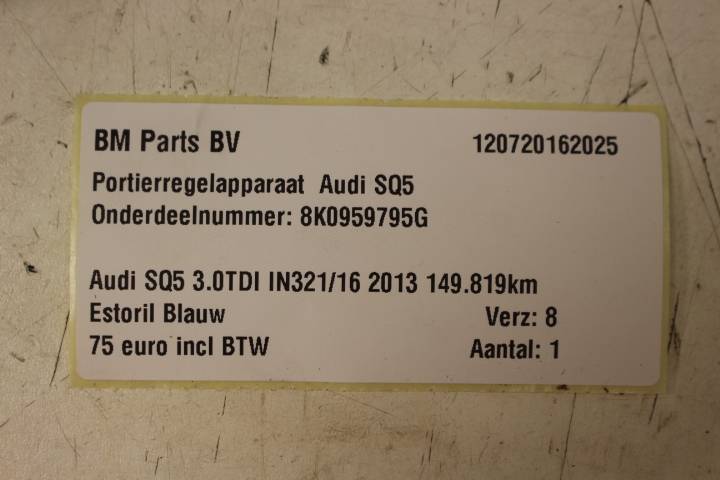 BM Parts BV 120720162025
Portierregelapparaat Audi SQ5
Onderdeelnummer: 8K0959795G
Audi SQ5 3.0TDI IN321/16 2013 149.819km
Estoril Blauw Verz: 8
75 euro incl BTW Aantal: 1